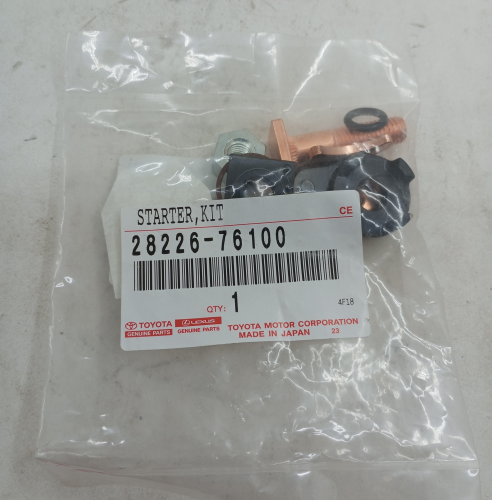 STARTER,KIT
CE
28226-76100
QTY: 1
4F18
TOYOTA LEXUS TOYOTA MOTOR CORPORATION
GENUINE PARTS GENUINE PARTS MADE IN JAPAN 23